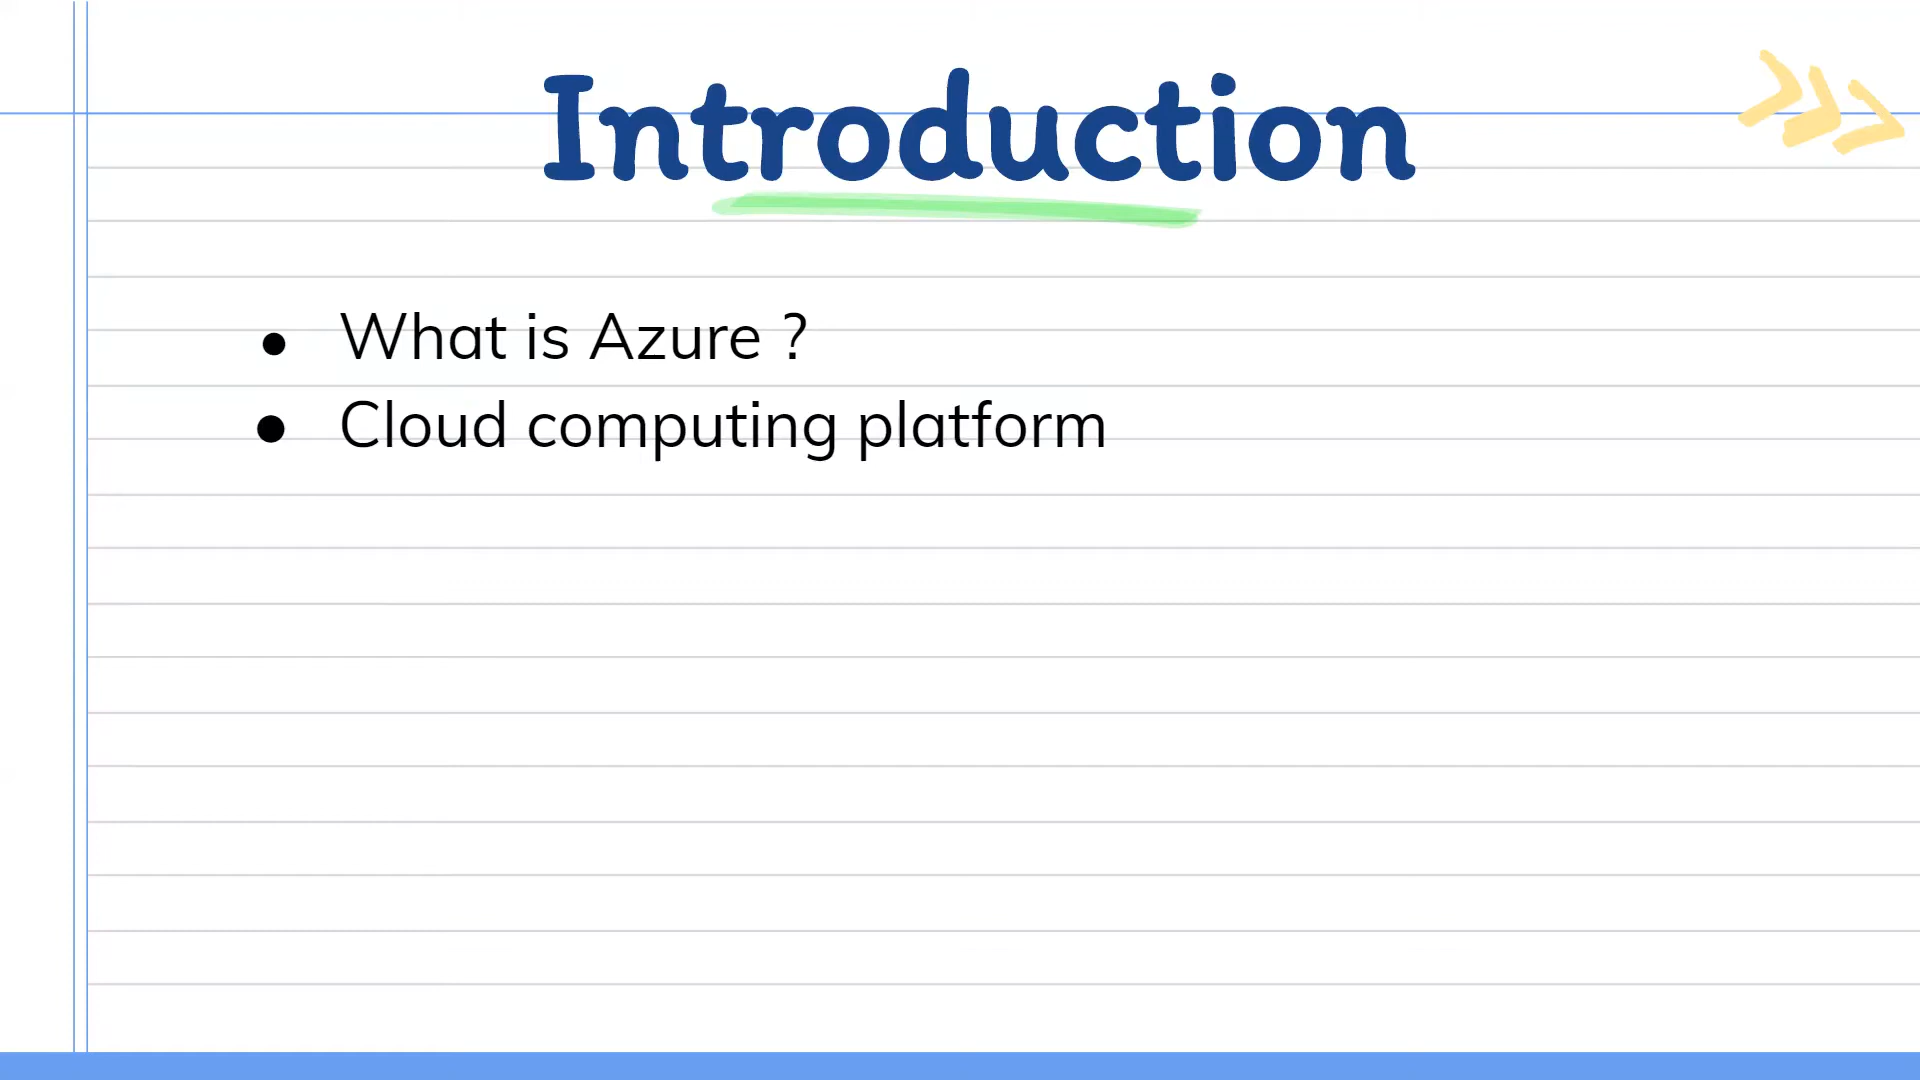 Introduction
● What is Azure ?
● Cloud computing platform